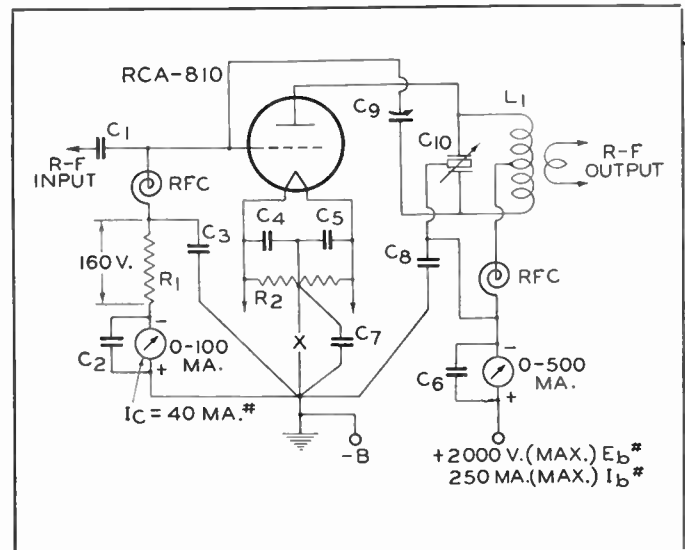 RCA-810
C1
R-F INPUT
RFC
160 V.
R1
C2
C3
0-100 MA.
IC = 40 MA.#
C4
C5
R2
X
C7
-B
C9
C10
L1
R-F OUTPUT
C8
RFC
C6
0-500 MA.
+2000 V.(MAX.) Eb#
250 MA.(MAX.) Ib#
-
+
-
+